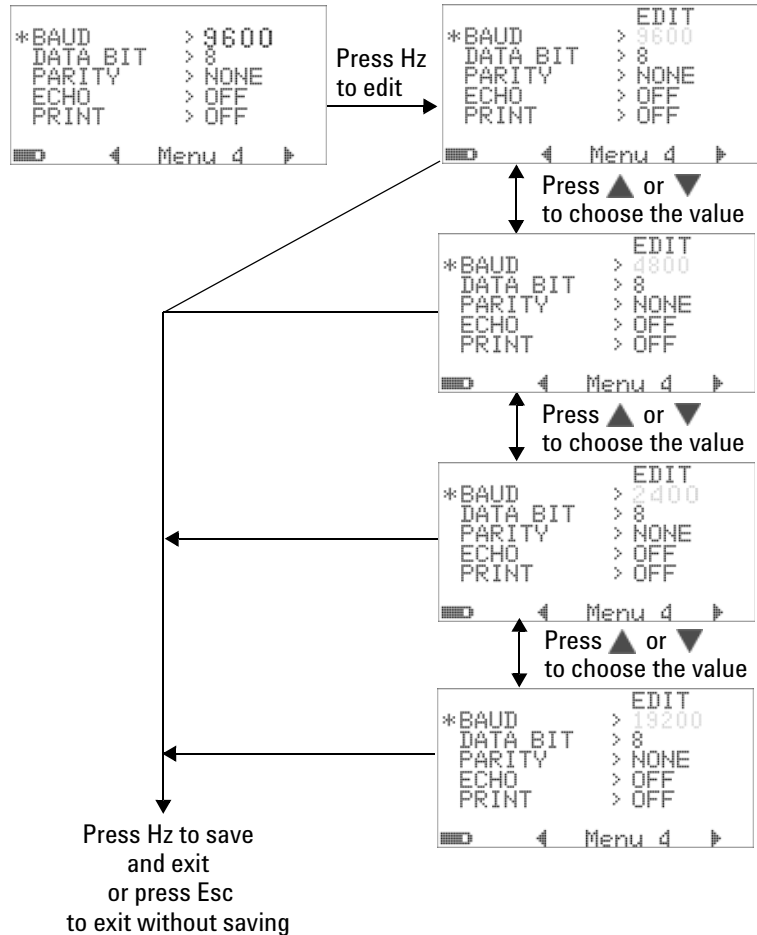 *BAUD > 9600
DATA BIT > 8
PARITY > NONE
ECHO > OFF
PRINT > OFF
Menu 4
Press Hz
to edit
EDIT
*BAUD > 9600
DATA BIT > 8
PARITY > NONE
ECHO > OFF
PRINT > OFF
Menu 4
Press ▲ or ▼
to choose the value
EDIT
*BAUD > 4800
DATA BIT > 8
PARITY > NONE
ECHO > OFF
PRINT > OFF
Menu 4
Press ▲ or ▼
to choose the value
EDIT
*BAUD > 2400
DATA BIT > 8
PARITY > NONE
ECHO > OFF
PRINT > OFF
Menu 4
Press ▲ or ▼
to choose the value
EDIT
*BAUD > 19200
DATA BIT > 8
PARITY > NONE
ECHO > OFF
PRINT > OFF
Menu 4
Press Hz to save
and exit
or press Esc
to exit without saving